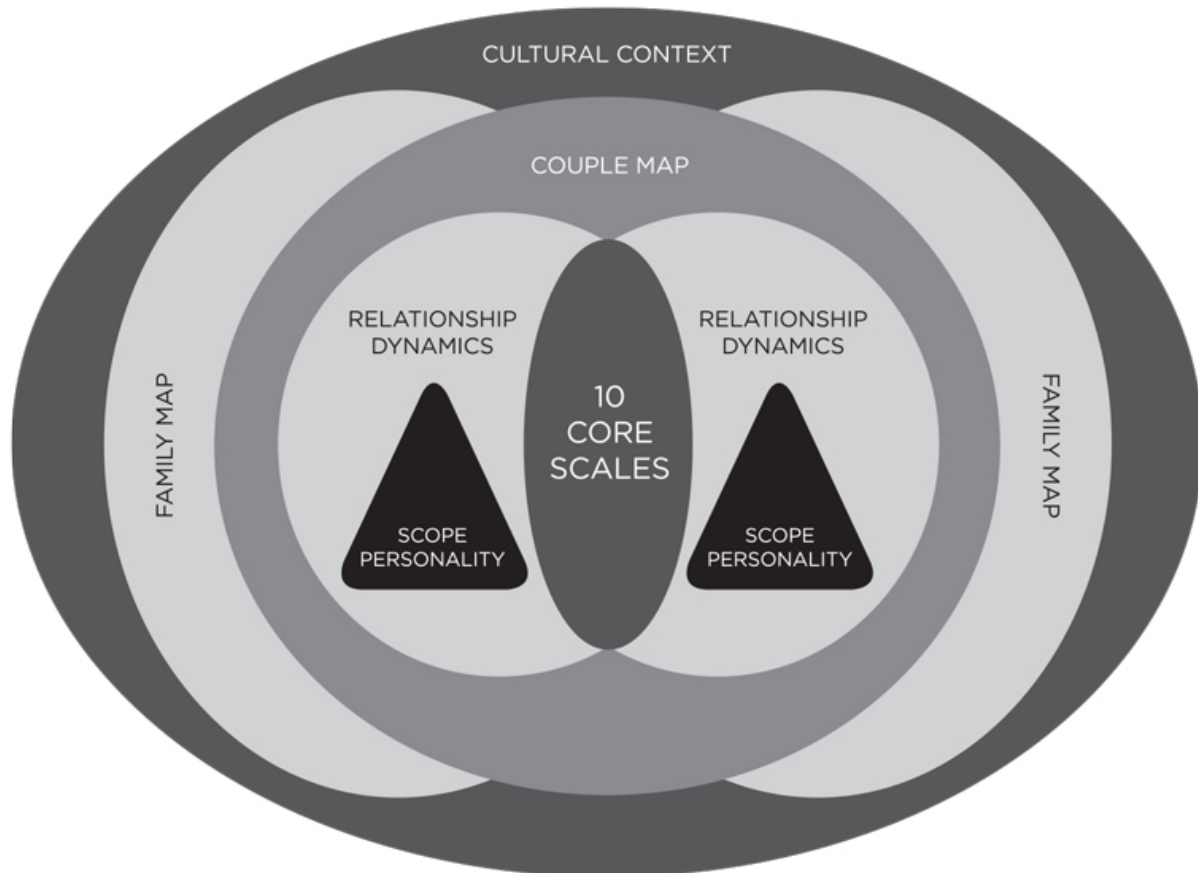 CULTURAL CONTEXT
COUPLE MAP
FAMILY MAP
RELATIONSHIP
DYNAMICS
SCOPE
PERSONALITY
10
CORE
SCALES
RELATIONSHIP
DYNAMICS
SCOPE
PERSONALITY
FAMILY MAP